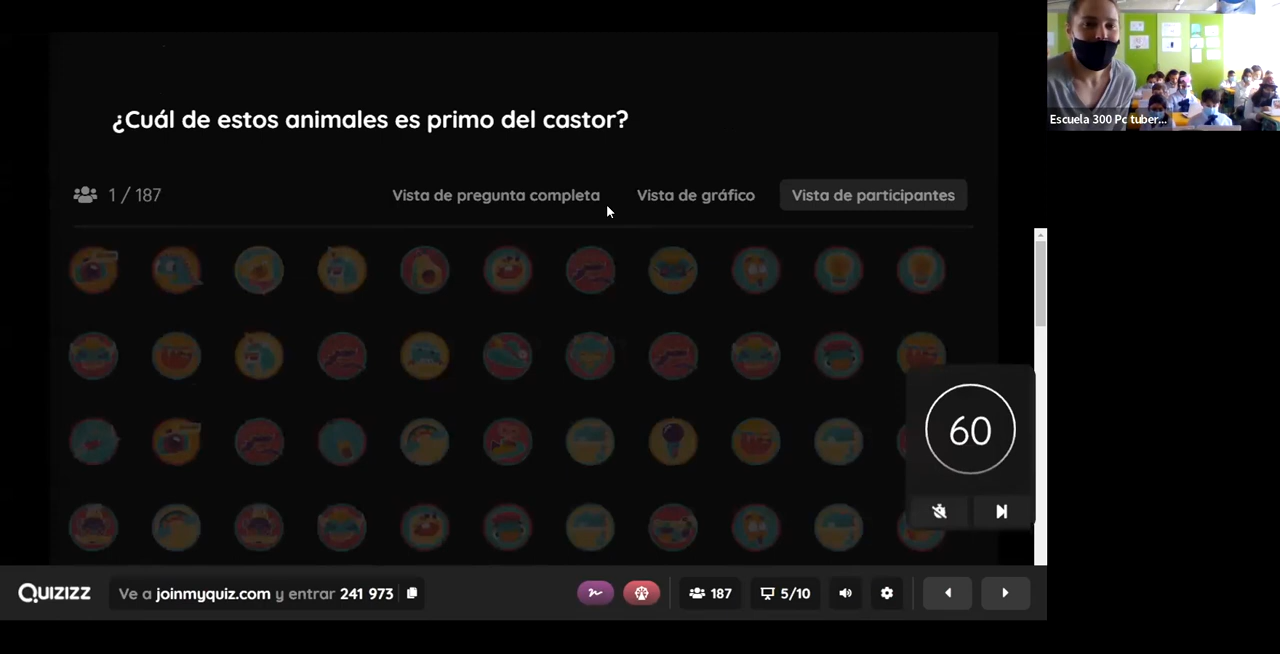 ¿Cuál de estos animales es primo del castor?
1 / 187
Vista de pregunta completa
Vista de gráfico
Vista de participantes
Escuela 300 Pc tuber...
60
QUIZIZZ
Ve a joinmyquiz.com y entrar 241 973
187
5/10